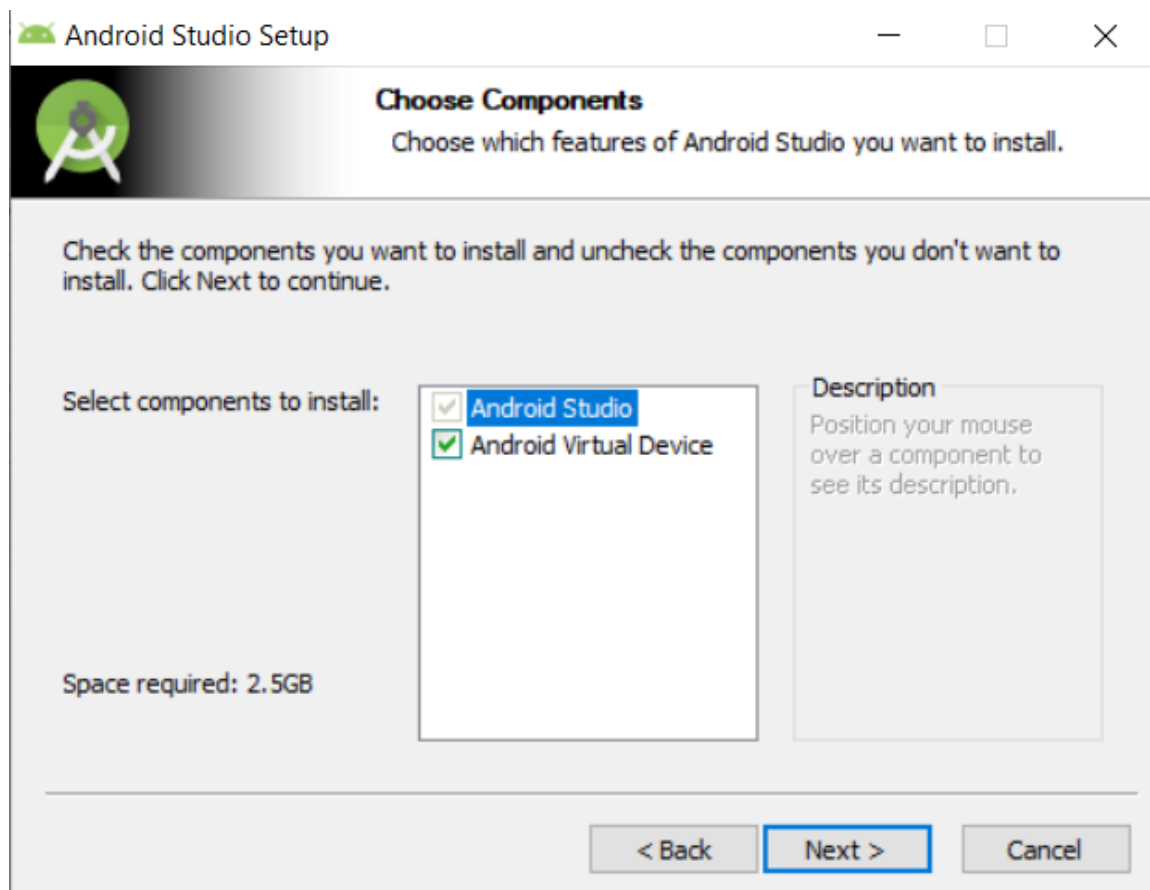 Android Studio Setup
Choose Components
Choose which features of Android Studio you want to install.
Check the components you want to install and uncheck the components you don't want to
install. Click Next to continue.
Select components to install:
Android Studio
Android Virtual Device
Description
Position your mouse
over a component to
see its description.
Space required: 2.5GB
< Back
Next >
Cancel